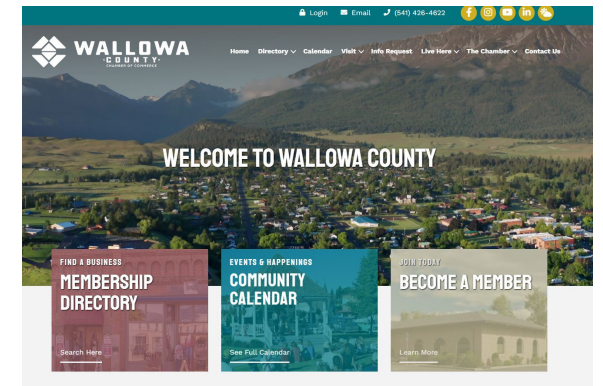 Login Email (541) 426-4622
WALLOWA
COUNTY
CHAMBER OF COMMERCE
Home Directory Calendar Visit Info Request Live Here The Chamber Contact Us
WELCOME TO WALLOWA COUNTY
FIND A BUSINESS
MEMBERSHIP
DIRECTORY
Search Here
EVENTS & HAPPENINGS
COMMUNITY
CALENDAR
See Full Calendar
JOIN TODAY
BECOME A MEMBER
Learn More